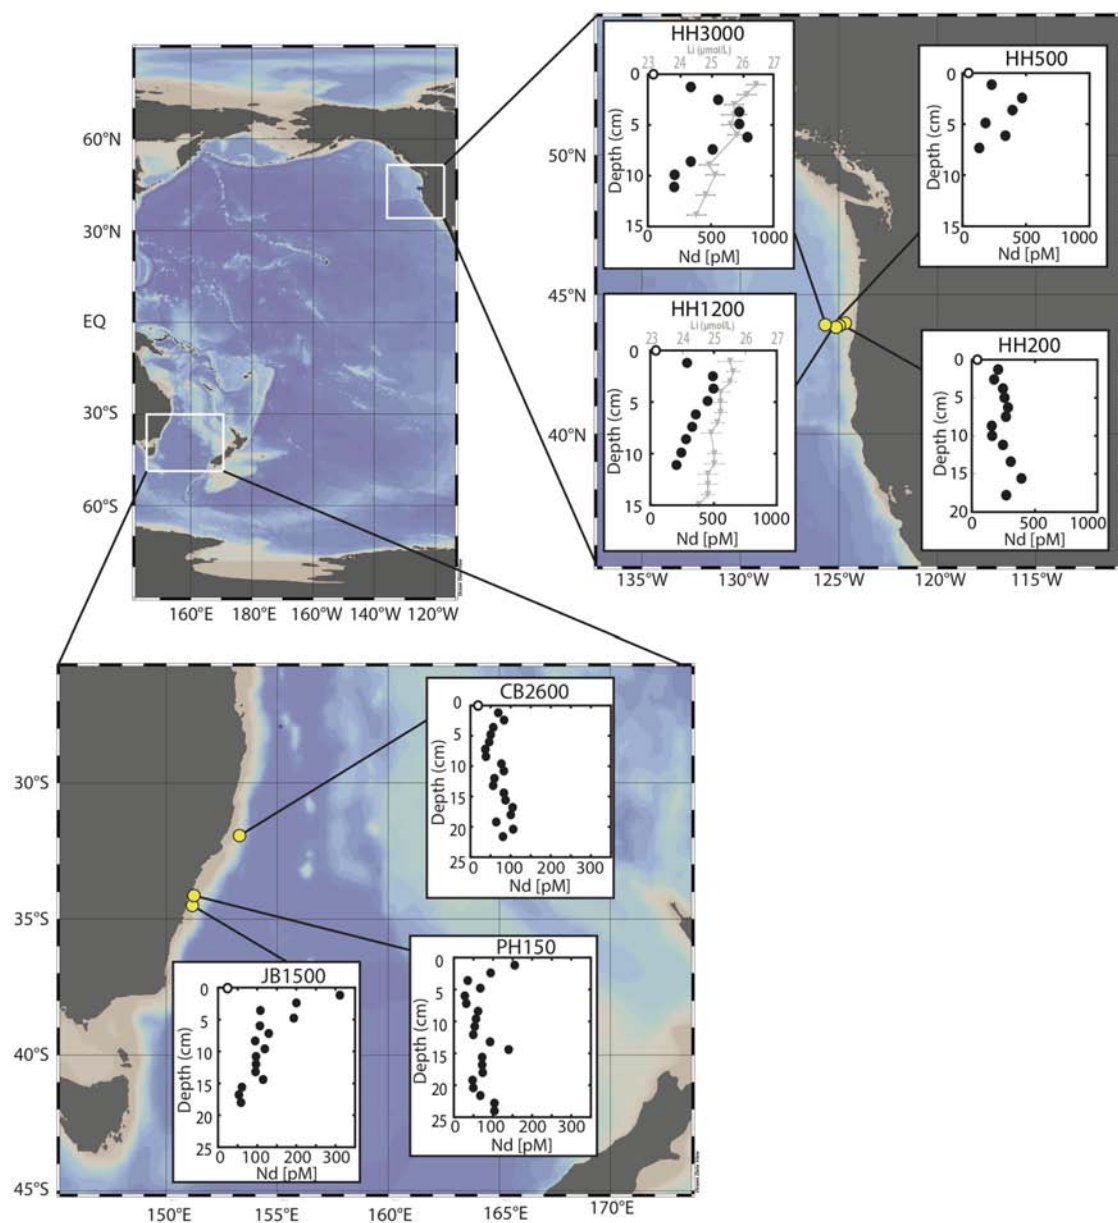 HH3000
Li (µmol/L)
23 24 25 26 27
0
5
10
15
Depth (cm)
0 500 1000
Nd [pM]
HH500
0
5
10
15
Depth (cm)
0 500 1000
Nd [pM]
HH1200
Li (µmol/L)
23 24 25 26 27
0
5
10
15
Depth (cm)
0 500 1000
Nd [pM]
HH200
0
5
10
15
20
Depth (cm)
0 500 1000
Nd [pM]
60°N
30°N
EQ
30°S
60°S
160°E 180°W 160°W 140°W 120°W
50°N
45°N
40°N
135°W 130°W 125°W 120°W 115°W
CB2600
0
5
10
15
20
25
Depth (cm)
0 100 200 300
Nd [pM]
PH150
0
5
10
15
20
25
Depth (cm)
0 100 200 300
Nd [pM]
JB1500
0
5
10
15
20
25
Depth (cm)
0 100 200 300
Nd [pM]
30°S
35°S
40°S
45°S
150°E 155°E 160°E 165°E 170°E